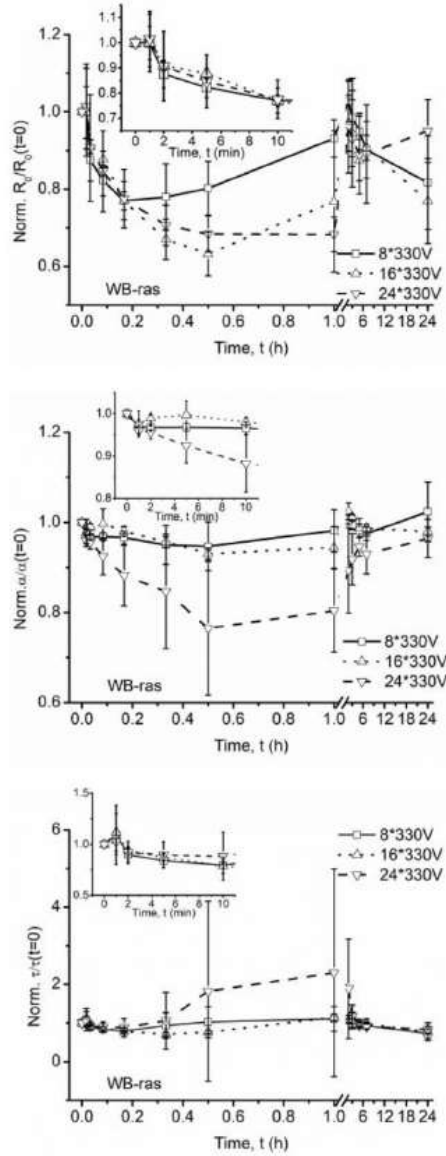 1.1
1.0
0.9
0.8
0.7
0 2 4 6 8 10
Time, t (min)
Norm. R₀/R₀(t=0)
1.2
1.0
0.8
0.6
8*330V
16*330V
24*330V
WB-ras
0.0 0.2 0.4 0.6 0.8 1.0 6 12 18 24
Time, t (h)
1.0
0.9
0.8
0 2 4 6 8 10
Time, t (min)
Norm.α/α(t=0)
1.2
1.0
0.8
0.6
8*330V
16*330V
24*330V
WB-ras
0.0 0.2 0.4 0.6 0.8 1.0 6 12 18 24
Time, t (h)
1.5
1.0
0.5
0 2 4 6 8 10
Time, t (min)
8*330V
16*330V
24*330V
Norm. τ/τ(t=0)
6
4
2
0
WB-ras
0.0 0.2 0.4 0.6 0.8 1.0 6 12 18 24
Time, t (h)